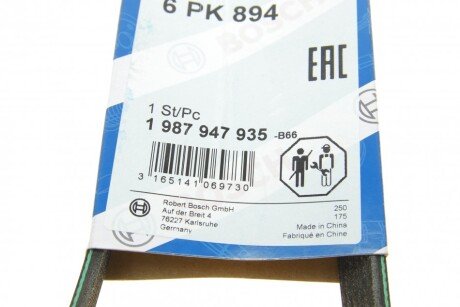 6 PK 894
EAC
1 St/Pc
1 987 947 935 -B66
3 165141 069730
Robert Bosch GmbH
Auf der Breit 4
76227 Karlsruhe
Germany
250
175
Made in China
Fabriqué en Chine
BOSCH